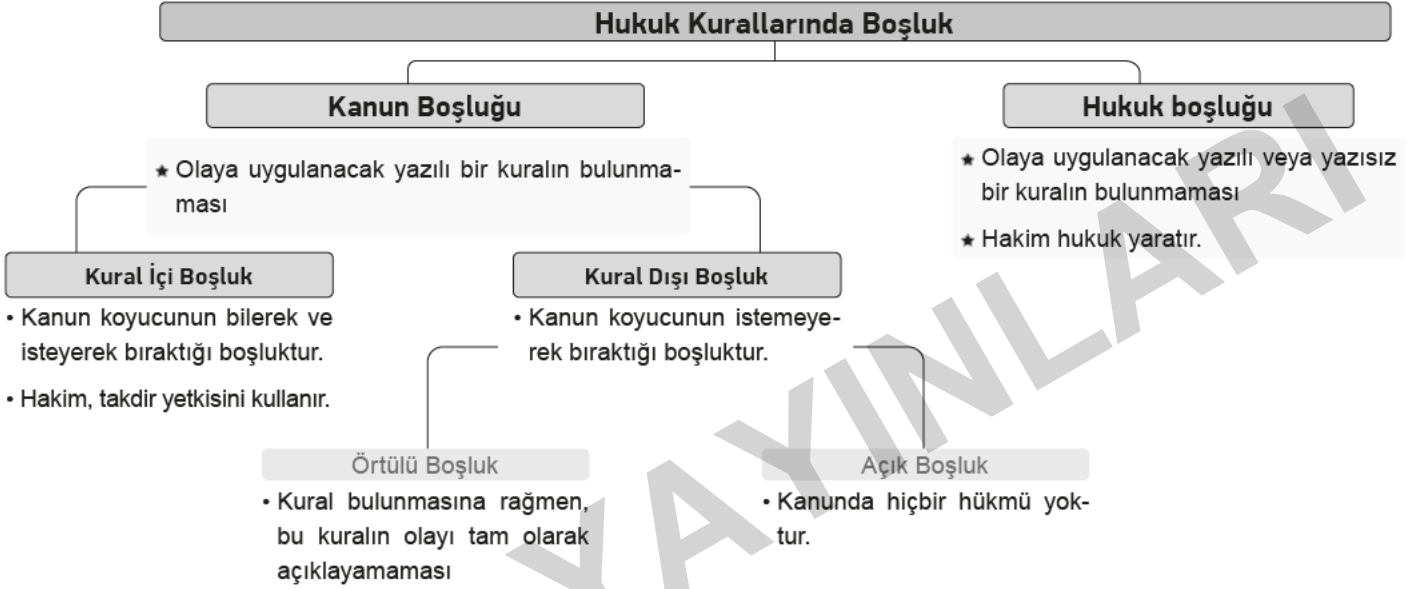 Hukuk Kurallarında Boşluk
Kanun Boşluğu
★ Olaya uygulanacak yazılı bir kuralın bulunma-
ması
Hukuk boşluğu
★ Olaya uygulanacak yazılı veya yazısız
bir kuralın bulunmaması
★ Hakim hukuk yaratır.
Kural İçi Boşluk
• Kanun koyucunun bilerek ve
isteyerek bıraktığı boşluktur.
• Hakim, takdir yetkisini kullanır.
Kural Dışı Boşluk
• Kanun koyucunun istemeye-
rek bıraktığı boşluktur.
Örtülü Boşluk
• Kural bulunmasına rağmen,
bu kuralın olayı tam olarak
açıklayamaması
Açık Boşluk
• Kanunda hiçbir hükmü yok-
tur.
YAYINLARI